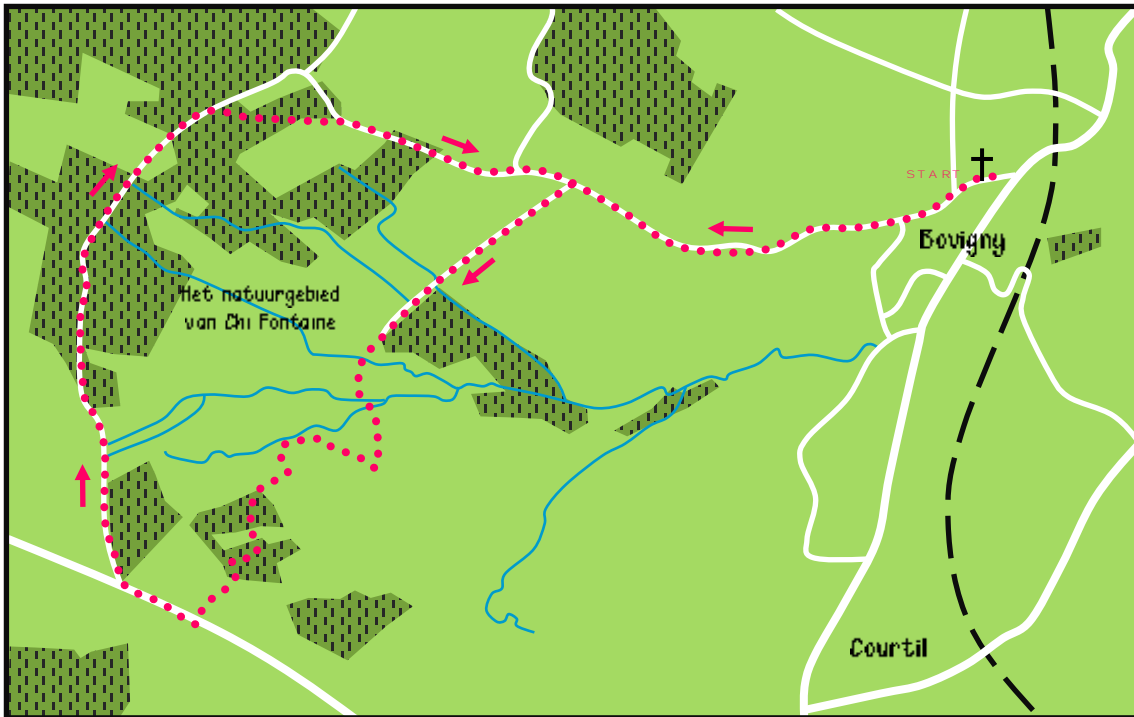 START
Bovigny
Het natuurgebied
van Chi Fontaine
Courtil